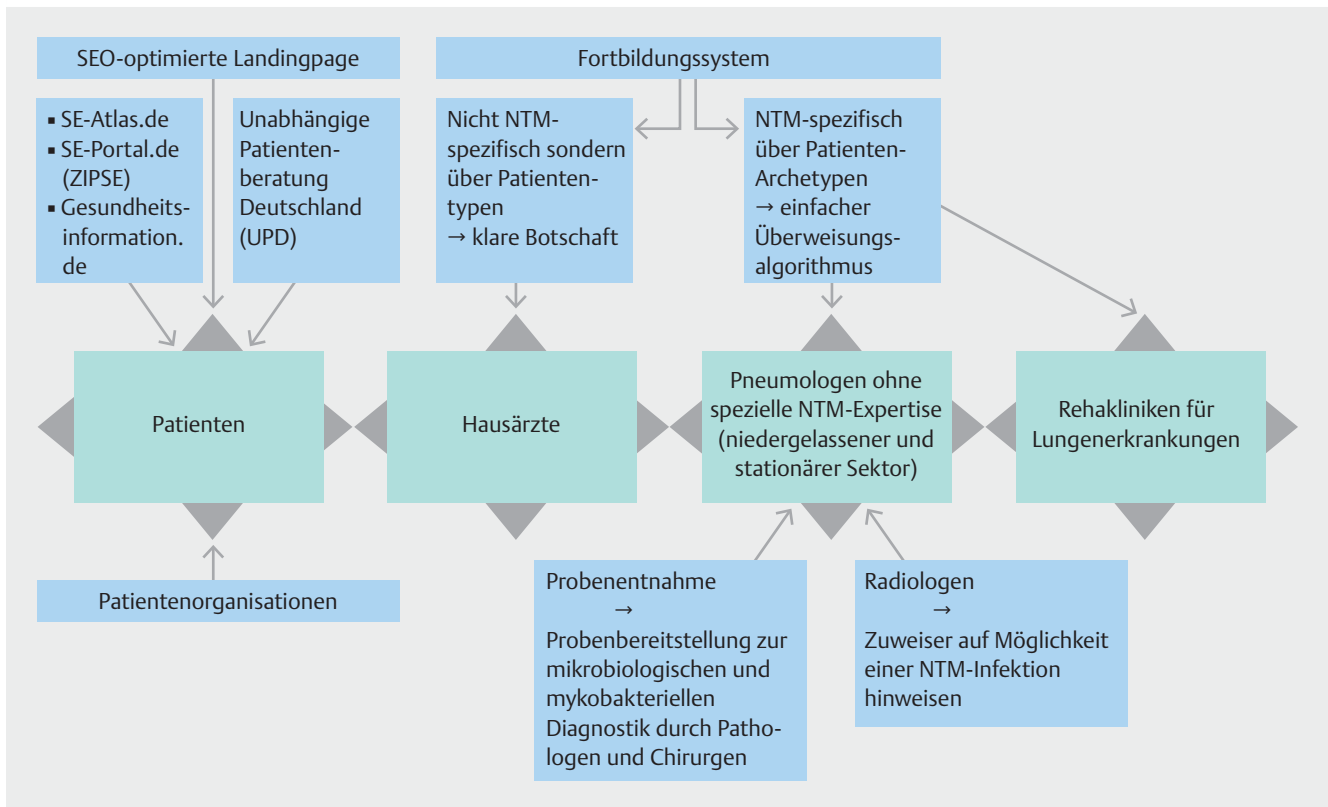 SEO-optimierte Landingpage
Fortbildungssystem
▪ SE-Atlas.de
▪ SE-Portal.de
(ZIPSE)
▪ Gesundheits-
information.
de
Unabhängige
Patienten-
beratung
Deutschland
(UPD)
Nicht NTM-
spezifisch sondern
über Patienten-
typen
→ klare Botschaft
NTM-spezifisch
über Patienten-
Archetypen
→ einfacher
Überweisungs-
algorithmus
Patienten
Hausärzte
Pneumologen ohne
spezielle NTM-Expertise
(niedergelassener und
stationärer Sektor)
Rehakliniken für
Lungenerkrankungen
Patientenorganisationen
Probenentnahme
→
Probenbereitstellung zur
mikrobiologischen und
mykobakteriellen
Diagnostik durch Patho-
logen und Chirurgen
Radiologen
→
Zuweiser auf Möglichkeit
einer NTM-Infektion
hinweisen